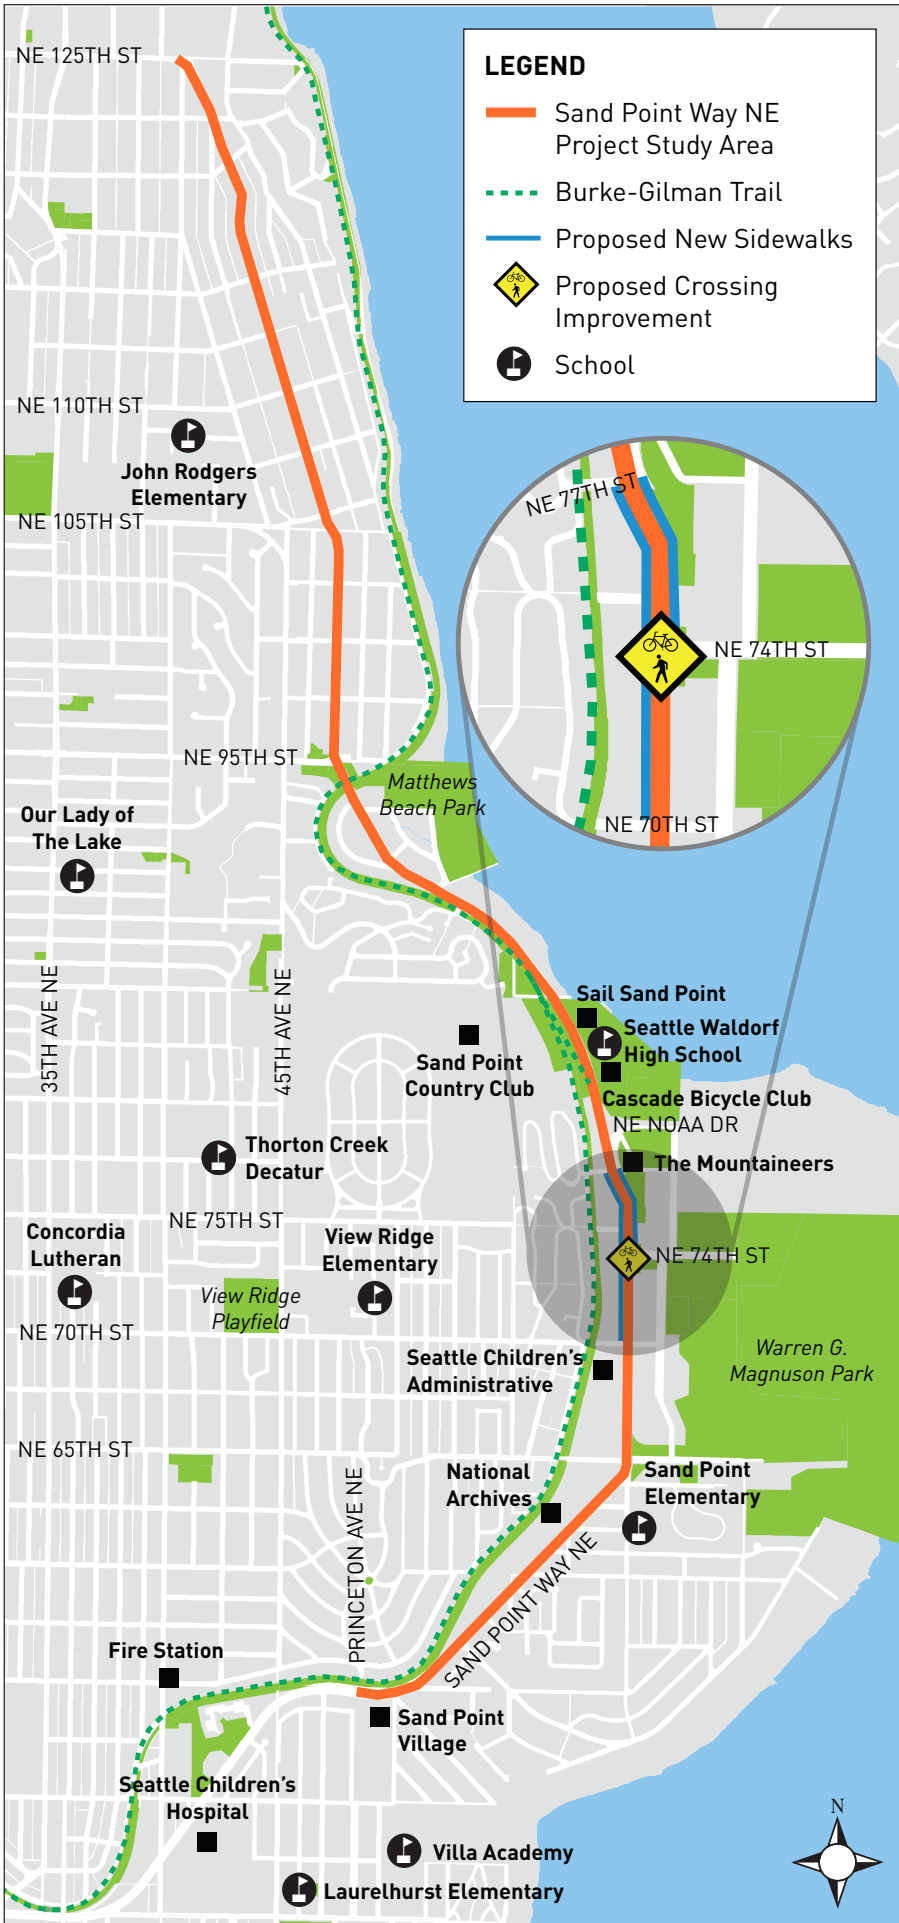 NE 125TH ST
LEGEND
Sand Point Way NE
Project Study Area
Burke-Gilman Trail
Proposed New Sidewalks
Proposed Crossing
Improvement
School
NE 110TH ST
John Rodgers
Elementary
NE 105TH ST
NE 77TH ST
NE 74TH ST
NE 70TH ST
NE 95TH ST
Matthews
Beach Park
Our Lady of
The Lake
35TH AVE NE
45TH AVE NE
Sail Sand Point
Seattle Waldorf
High School
Sand Point
Country Club
Cascade Bicycle Club
NE NOAA DR
Thorton Creek
Decatur
The Mountaineers
NE 75TH ST
Concordia
Lutheran
View Ridge
Elementary
NE 74TH ST
View Ridge
Playfield
NE 70TH ST
Seattle Children's
Administrative
Warren G.
Magnuson Park
NE 65TH ST
National
Archives
Sand Point
Elementary
PRINCETON AVE NE
SAND POINT WAY NE
Fire Station
Sand Point
Village
Seattle Children's
Hospital
Villa Academy
Laurelhurst Elementary
N